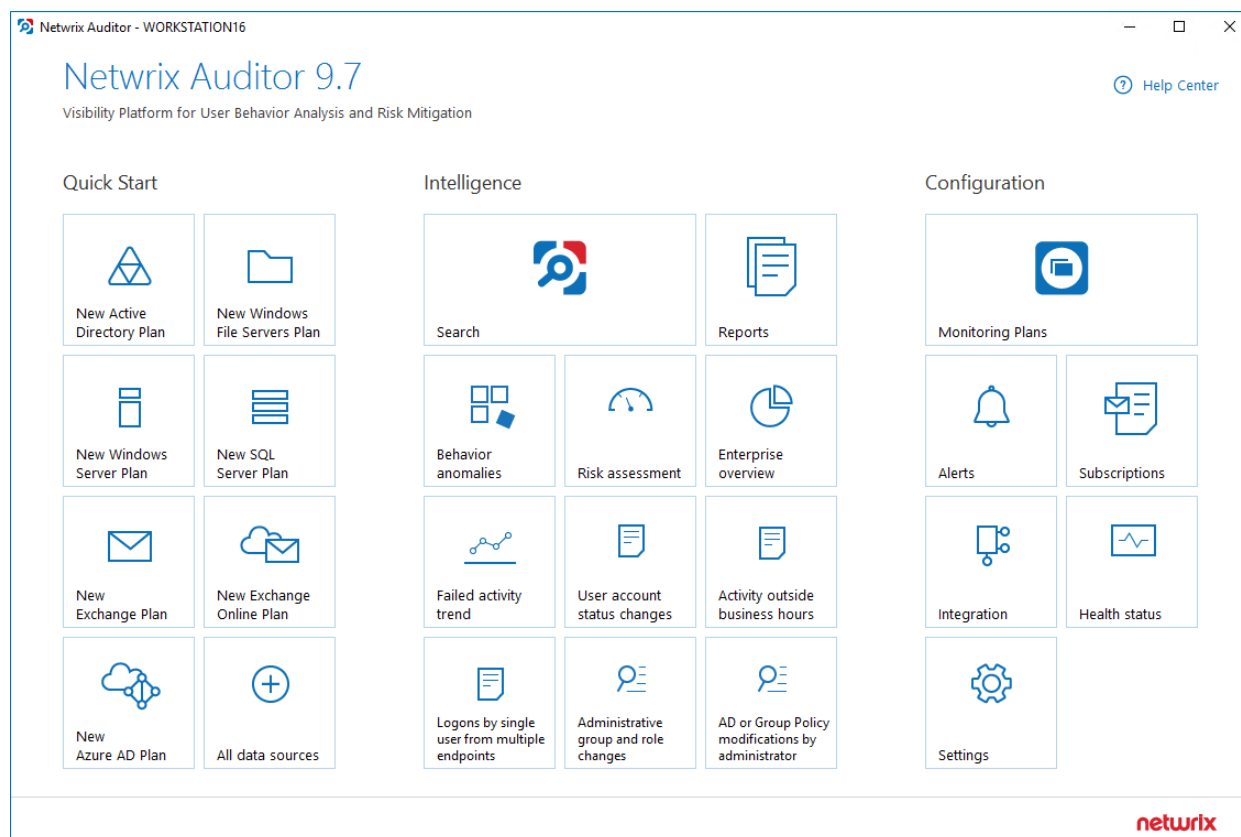 Netwrix Auditor - WORKSTATION16
Netwrix Auditor 9.7
Help Center
Visibility Platform for User Behavior Analysis and Risk Mitigation
Quick Start
New Active
Directory Plan
New Windows
File Servers Plan
New Windows
Server Plan
New SQL
Server Plan
New
Exchange Plan
New Exchange
Online Plan
New
Azure AD Plan
All data sources
Intelligence
Search
Reports
Behavior
anomalies
Risk assessment
Enterprise
overview
Failed activity
trend
User account
status changes
Activity outside
business hours
Logons by single
user from multiple
endpoints
Administrative
group and role
changes
AD or Group Policy
modifications by
administrator
Configuration
Monitoring Plans
Alerts
Subscriptions
Integration
Health status
Settings
netwrix